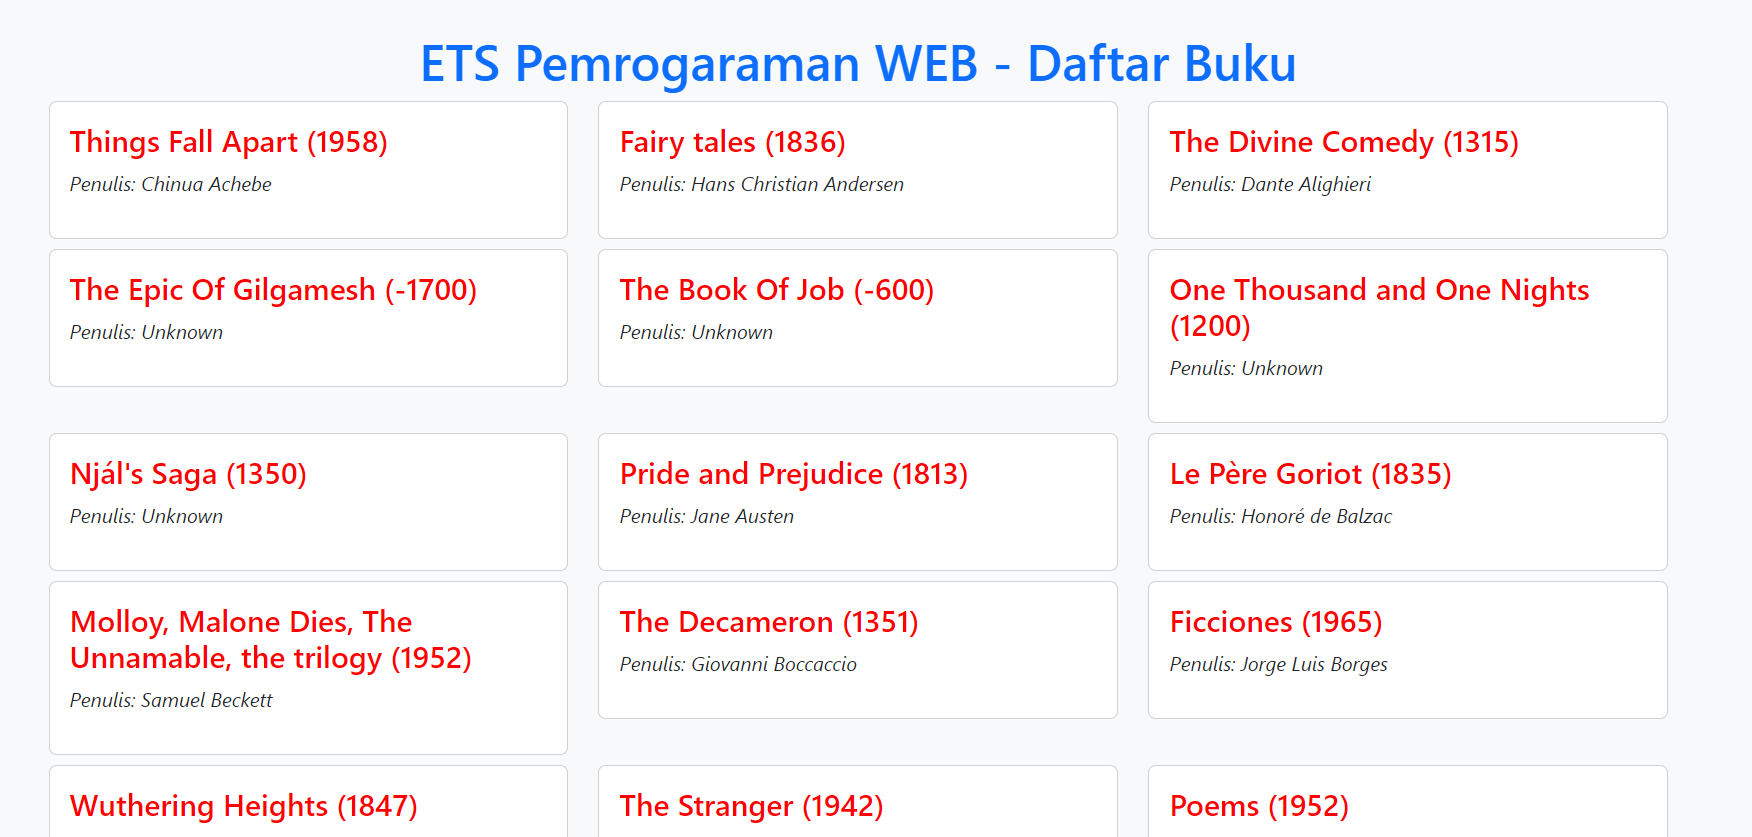 ETS Pemrogaraman WEB - Daftar Buku
Things Fall Apart (1958)
Penulis: Chinua Achebe
Fairy tales (1836)
Penulis: Hans Christian Andersen
The Divine Comedy (1315)
Penulis: Dante Alighieri
The Epic Of Gilgamesh (-1700)
Penulis: Unknown
The Book Of Job (-600)
Penulis: Unknown
One Thousand and One Nights
(1200)
Penulis: Unknown
Njál's Saga (1350)
Penulis: Unknown
Pride and Prejudice (1813)
Penulis: Jane Austen
Le Père Goriot (1835)
Penulis: Honoré de Balzac
Molloy, Malone Dies, The
Unnamable, the trilogy (1952)
Penulis: Samuel Beckett
The Decameron (1351)
Penulis: Giovanni Boccaccio
Ficciones (1965)
Penulis: Jorge Luis Borges
Wuthering Heights (1847)
The Stranger (1942)
Poems (1952)